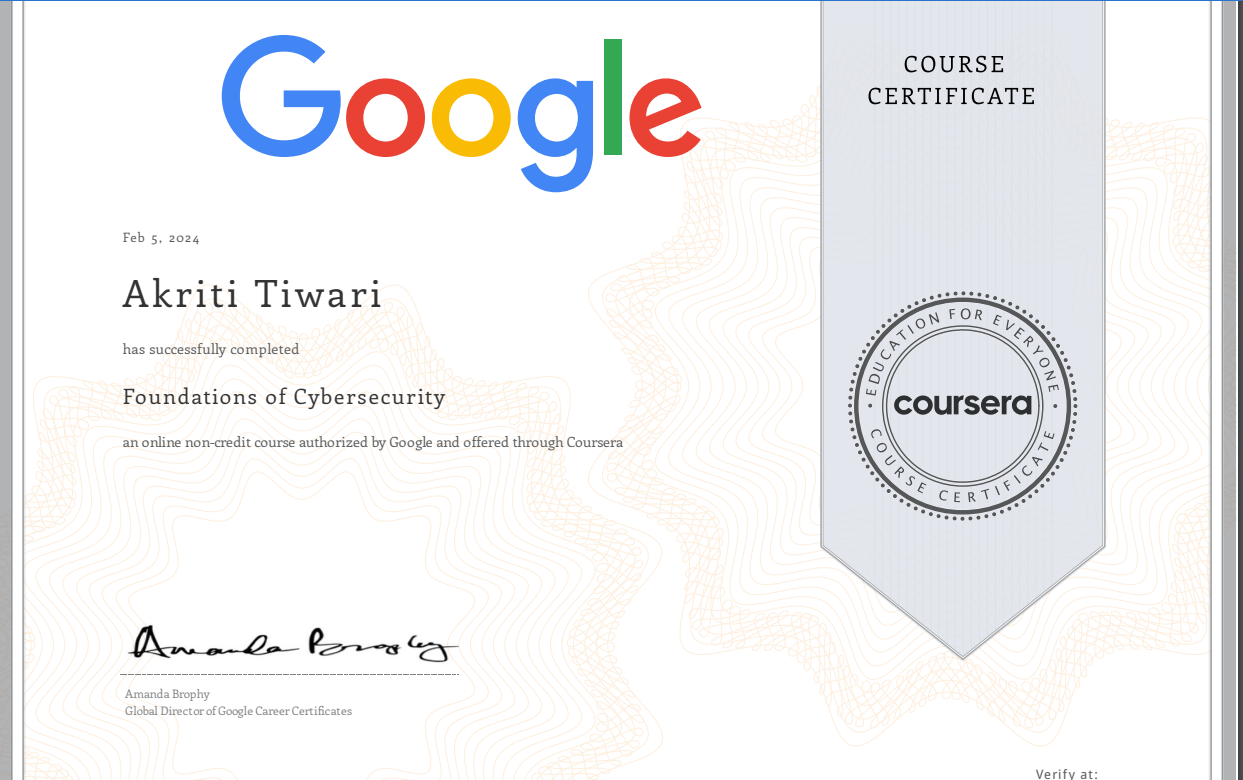 Google
COURSE
CERTIFICATE
Feb 5, 2024
Akriti Tiwari
has successfully completed
Foundations of Cybersecurity
an online non-credit course authorized by Google and offered through Coursera
EDUCATION FOR EVERYONE
coursera
COURSE CERTIFICATE
Amanda Brophy
Amanda Brophy
Global Director of Google Career Certificates
Verify at: